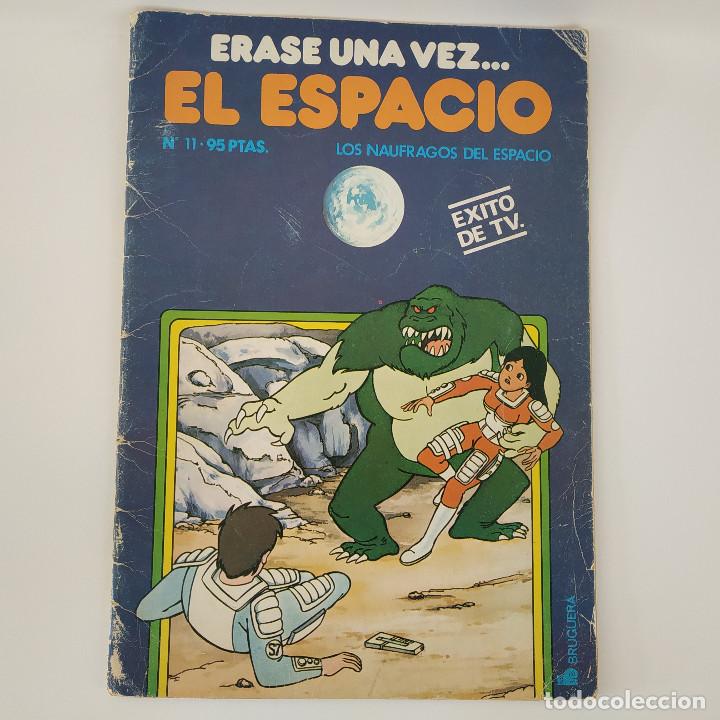 ERASE UNA VEZ...
EL ESPACIO
Nº 11 · 95 PTAS.
LOS NAUFRAGOS DEL ESPACIO
EXITO
DE TV.
BRUGUERA
todocoleccion